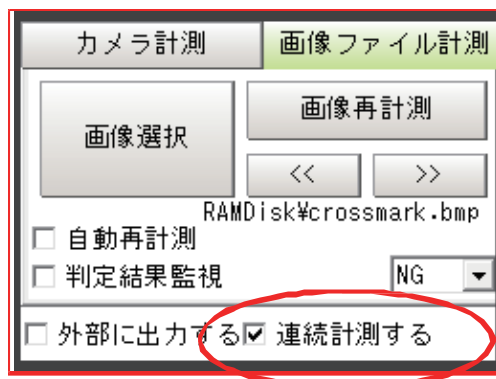 カメラ計測 画像ファイル計測
画像選択
画像再計測
<< >>
RAMDisk¥crossmark.bmp
自動再計測
判定結果監視 NG
外部に出力する 連続計測する